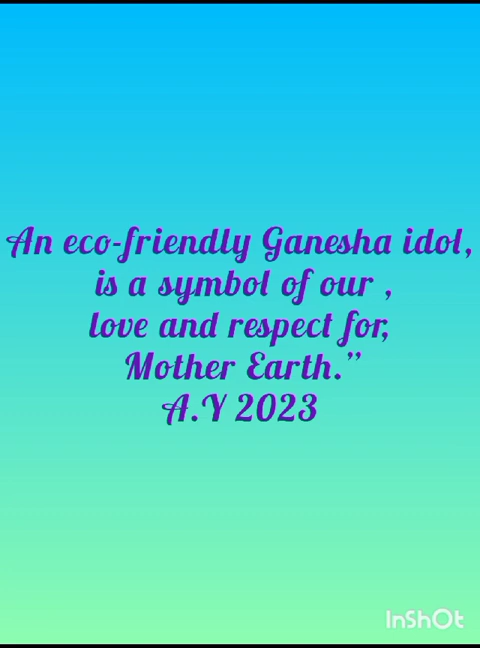 An eco-friendly Ganesha idol,
is a symbol of our ,
love and respect for,
Mother Earth.”
A.Y 2023
InShOt